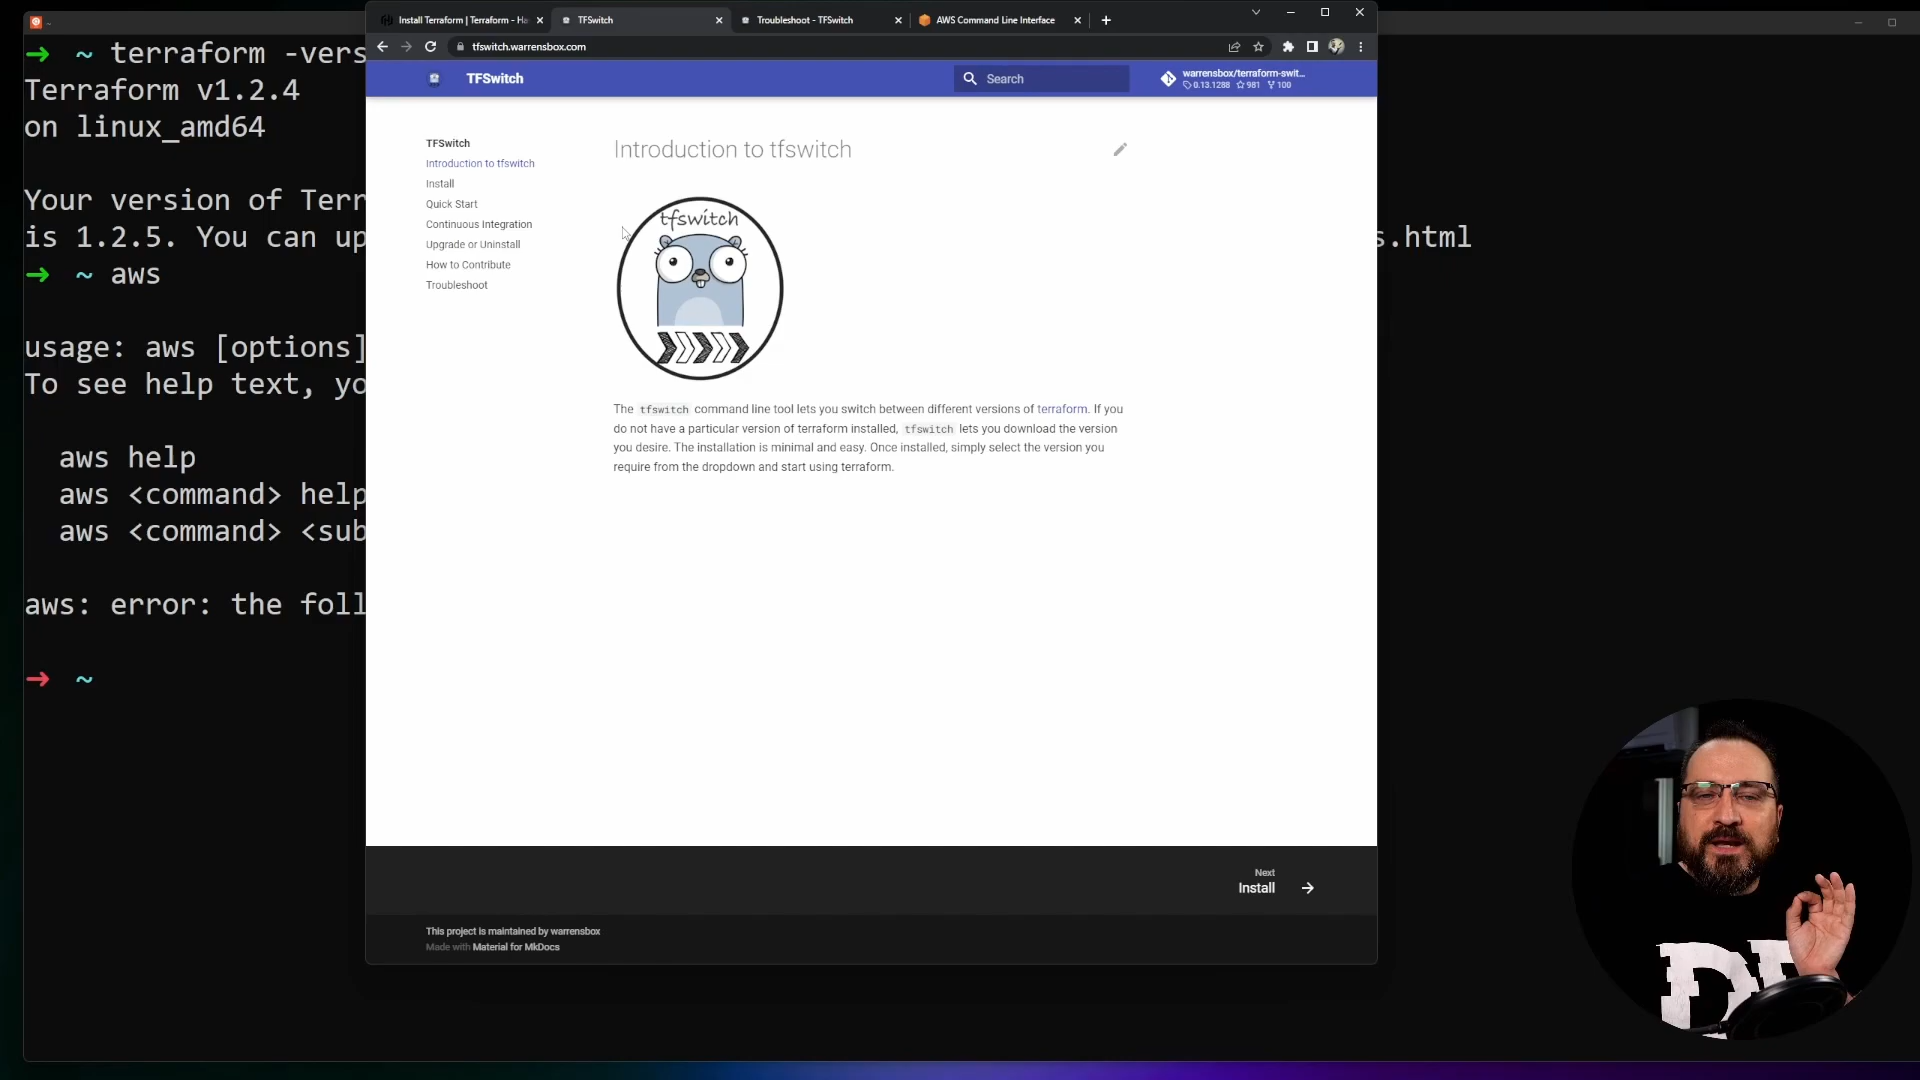 Install Terraform | Terraform - Ha
TFSwitch
Troubleshoot - TFSwitch
AWS Command Line Interface
tfswitch.warrensbox.com
TFSwitch
Search
warrensbox/terraform-swit...
0.13.1288 981 100
➜ ~ terraform -vers
Terraform v1.2.4
on linux_amd64
Your version of Terr
is 1.2.5. You can up
s.html
➜ ~ aws
usage: aws [options]
To see help text, yo
aws help
aws <command> help
aws <command> <sub
aws: error: the foll
➜ ~
TFSwitch
Introduction to tfswitch
Install
Quick Start
Continuous Integration
Upgrade or Uninstall
How to Contribute
Troubleshoot
Introduction to tfswitch
tfswitch
The tfswitch command line tool lets you switch between different versions of terraform. If you
do not have a particular version of terraform installed, tfswitch lets you download the version
you desire. The installation is minimal and easy. Once installed, simply select the version you
require from the dropdown and start using terraform.
Next
Install
This project is maintained by warrensbox
Made with Material for MkDocs